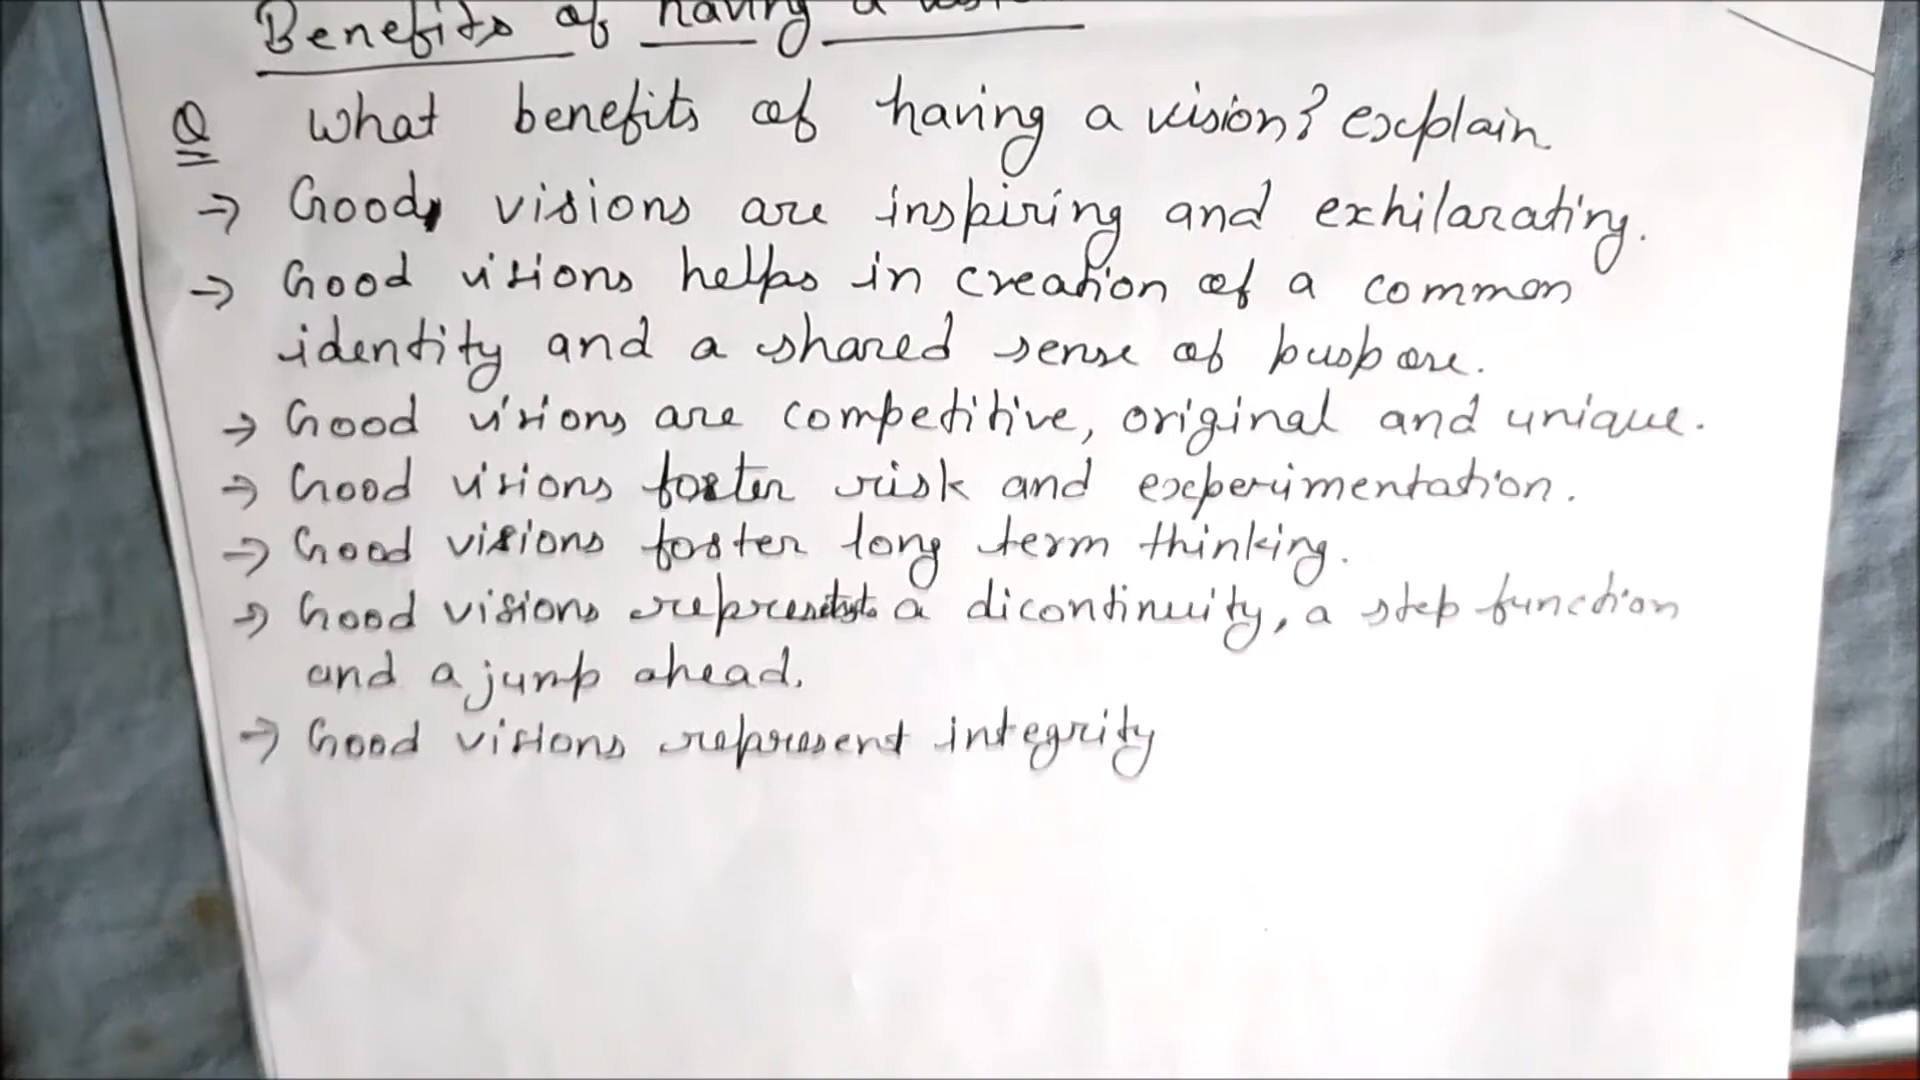 Benefits of having a
Q What benefits of having a vision? explain.
→ Good visions are inspiring and exhilarating.
→ Good visions helps in creation of a common
identity and a shared sense of puspose.
→ Good visions are competitive, original and unique.
→ Good visions foster risk and experimentation.
→ Good visions foster long term thinking.
→ Good visions represents a dicontinuity, a step function
and a jump ahead.
→ Good visions represent integrity